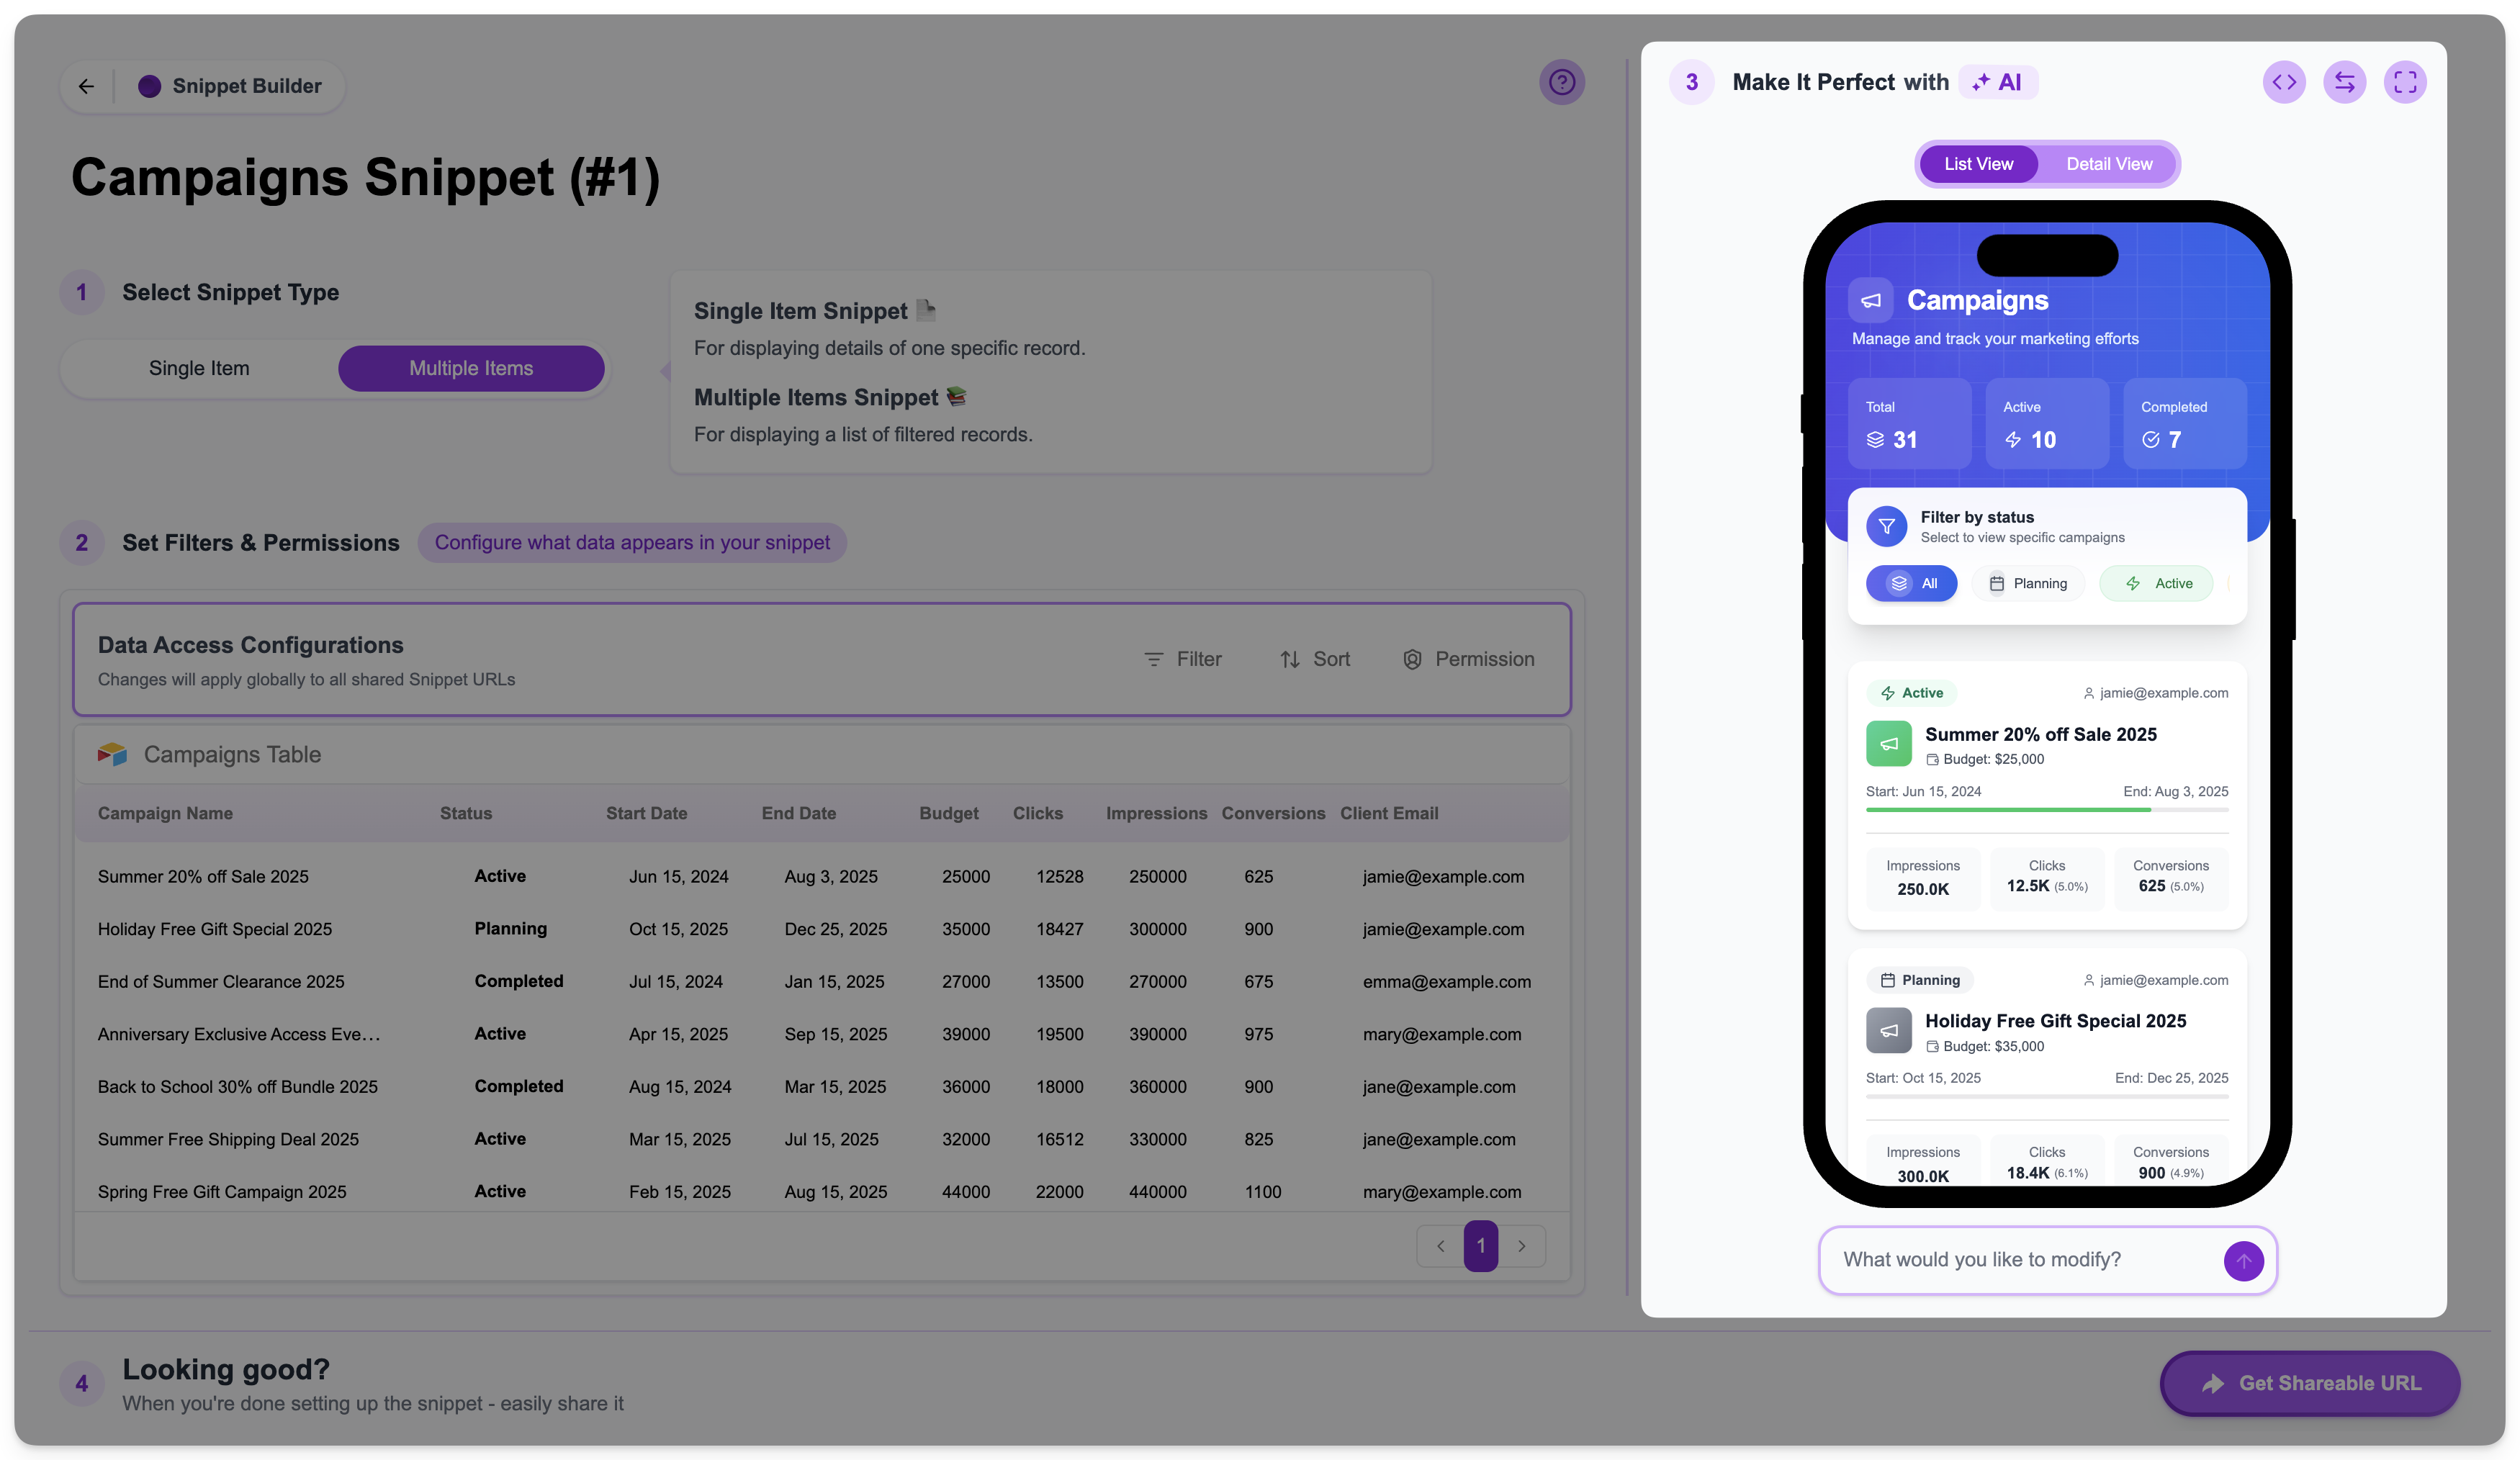 Snippet Builder
Campaigns Snippet (#1)
1 Select Snippet Type
Single Item Multiple Items
Single Item Snippet
For displaying details of one specific record.
Multiple Items Snippet
For displaying a list of filtered records.
2 Set Filters & Permissions Configure what data appears in your snippet
Data Access Configurations
Changes will apply globally to all shared Snippet URLs
Filter Sort Permission
Campaigns Table
Campaign Name Status Start Date End Date Budget Clicks Impressions Conversions Client Email
Summer 20% off Sale 2025 Active Jun 15, 2024 Aug 3, 2025 25000 12528 250000 625 jamie@example.com
Holiday Free Gift Special 2025 Planning Oct 15, 2025 Dec 25, 2025 35000 18427 300000 900 jamie@example.com
End of Summer Clearance 2025 Completed Jul 15, 2024 Jan 15, 2025 27000 13500 270000 675 emma@example.com
Anniversary Exclusive Access Eve... Active Apr 15, 2025 Sep 15, 2025 39000 19500 390000 975 mary@example.com
Back to School 30% off Bundle 2025 Completed Aug 15, 2024 Mar 15, 2025 36000 18000 360000 900 jane@example.com
Summer Free Shipping Deal 2025 Active Mar 15, 2025 Jul 15, 2025 32000 16512 330000 825 jane@example.com
Spring Free Gift Campaign 2025 Active Feb 15, 2025 Aug 15, 2025 44000 22000 440000 1100 mary@example.com
1
3 Make It Perfect with AI
List View Detail View
Campaigns
Manage and track your marketing efforts
Total Active Completed
31 10 7
Filter by status
Select to view specific campaigns
All Planning Active
Active jamie@example.com
Summer 20% off Sale 2025
Budget: $25,000
Start: Jun 15, 2024 End: Aug 3, 2025
Impressions Clicks Conversions
250.0K 12.5K (5.0%) 625 (5.0%)
Planning jamie@example.com
Holiday Free Gift Special 2025
Budget: $35,000
Start: Oct 15, 2025 End: Dec 25, 2025
Impressions Clicks Conversions
300.0K 18.4K (6.1%) 900 (4.9%)
What would you like to modify?
4 Looking good?
When you're done setting up the snippet - easily share it
Get Shareable URL